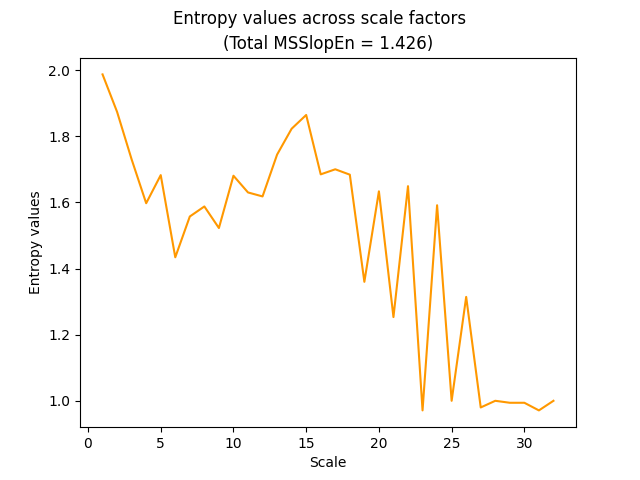 Entropy values across scale factors
(Total MSSlopEn = 1.426)
2.0
1.8
1.6
1.4
1.2
1.0
Entropy values
0 5 10 15 20 25 30
Scale